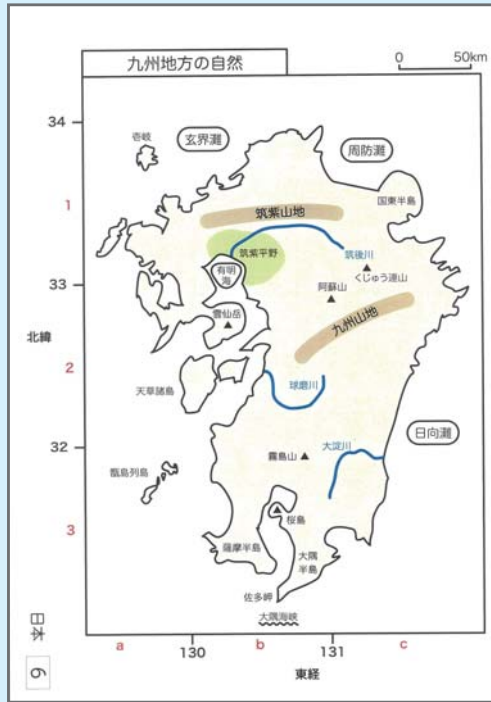 九州地方の自然
0 50km
34
壱岐
玄界灘
周防灘
国東半島
1
筑紫山地
筑紫平野
筑後川
有明海
くじゅう連山
33
阿蘇山
北緯
雲仙岳
九州山地
2
天草諸島
球磨川
日向灘
32
大淀川
霧島山
甑島列島
3
桜島
薩摩半島
大隅半島
佐多岬
大隅海峡
日本
6
a
130
b
131
c
東経